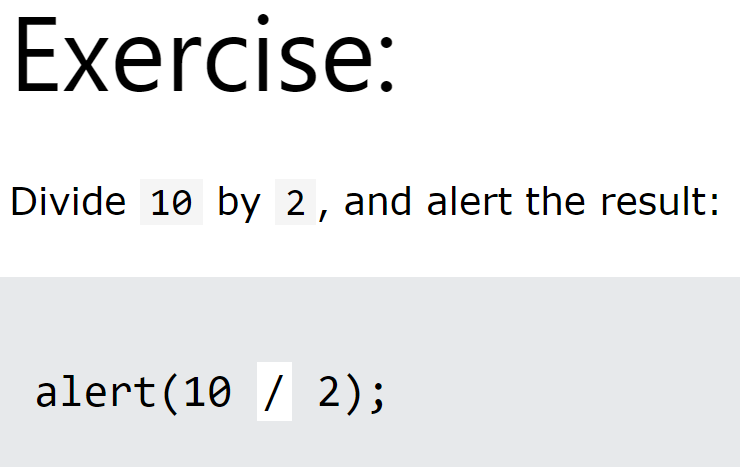 Exercise:
Divide 10 by 2, and alert the result:
alert(10 / 2);